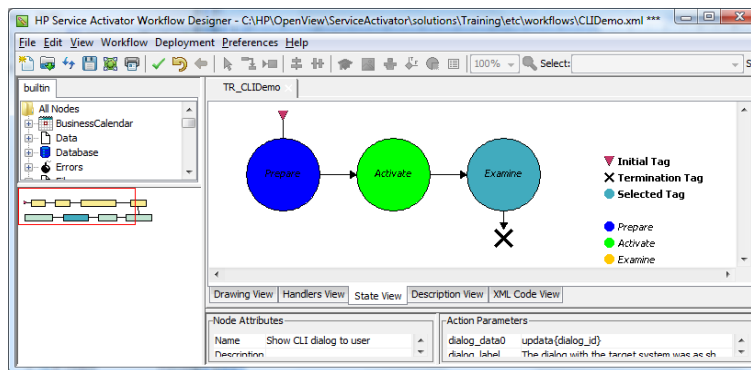 HP Service Activator Workflow Designer - C:\HP\OpenView\ServiceActivator\solutions\Training\etc\workflows\CLIDemo.xml ***
File Edit View Workflow Deployment Preferences Help
100% Select:
builtin
TR_CLIDemo
All Nodes
BusinessCalendar
Data
Database
Errors
Prepare
Activate
Examine
Initial Tag
Termination Tag
Selected Tag
Prepare
Activate
Examine
Drawing View Handlers View State View Description View XML Code View
Node Attributes
Name Show CLI dialog to user
Description
Action Parameters
dialog_data0 updata{dialog_id}
dialog_label The dialog with the target system was as sh